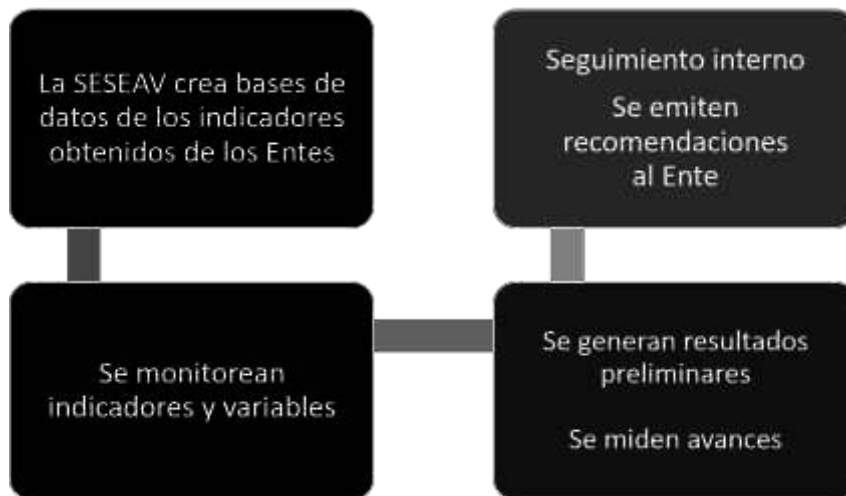 La SESEAV crea bases de
datos de los indicadores
obtenidos de los Entes
Se monitorean
indicadores y variables
Se generan resultados
preliminares
Se miden avances
Seguimiento interno
Se emiten
recomendaciones
al Ente